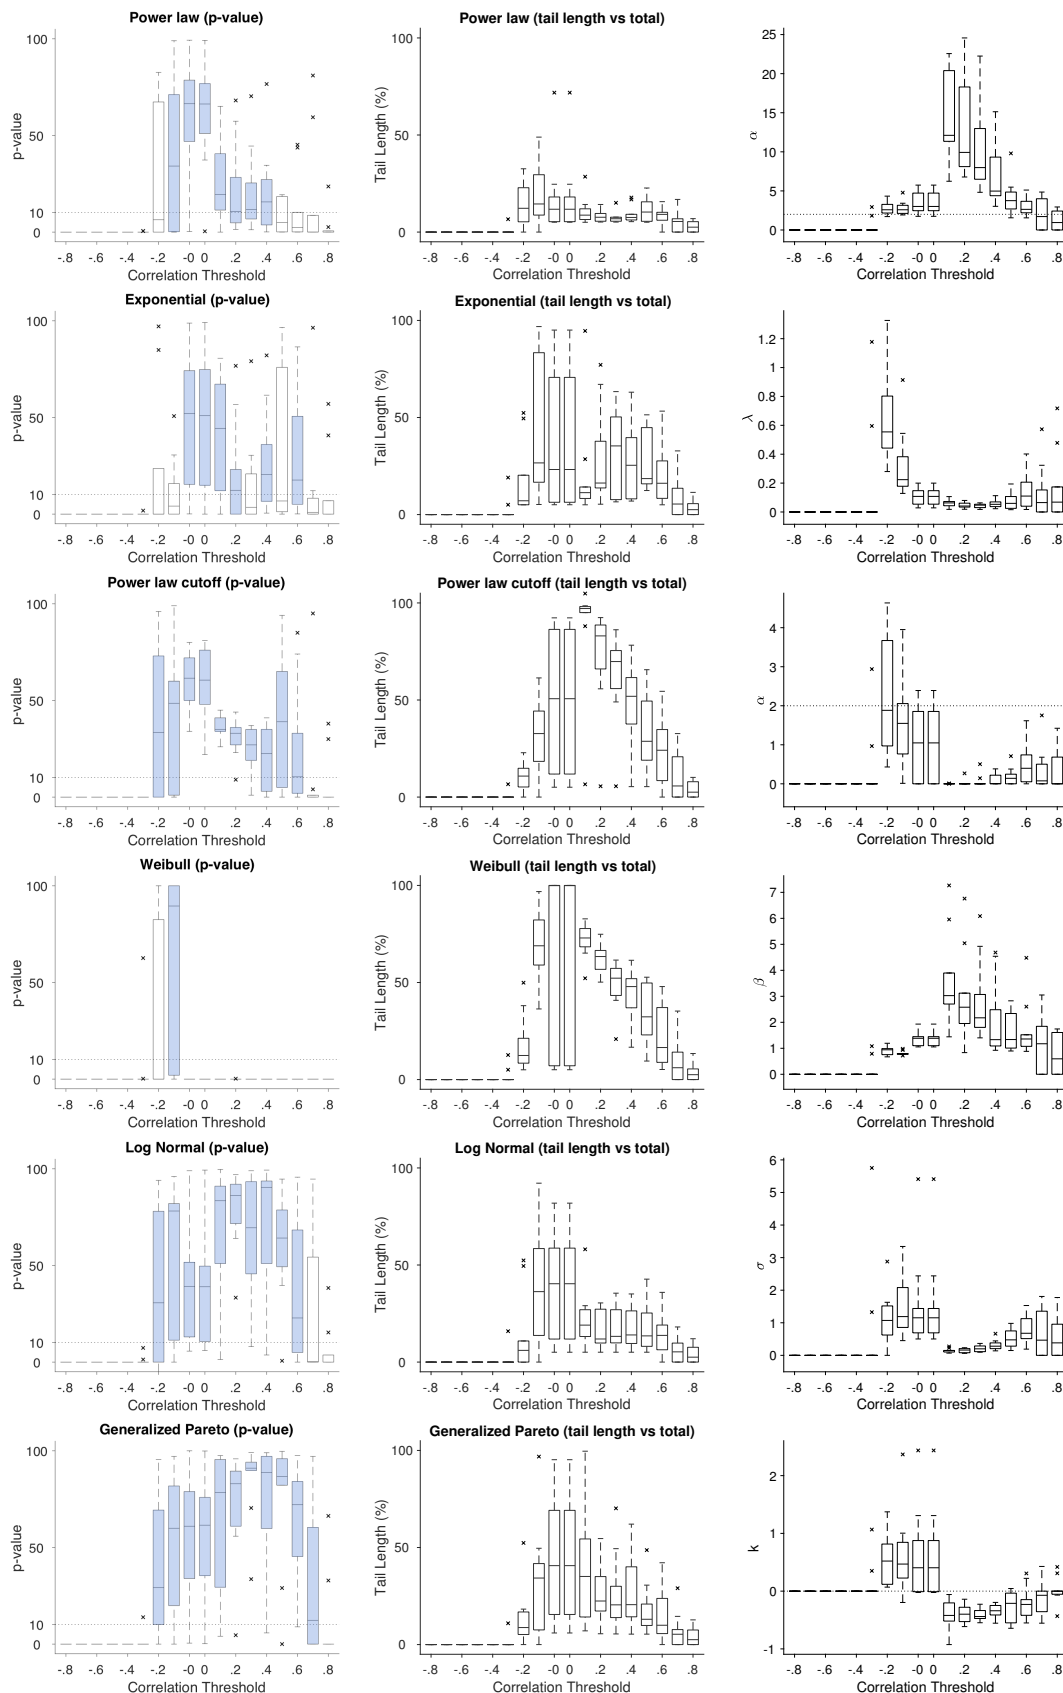 Power law (p-value)
Power law (tail length vs total)
100
50
10
0
p-value
-.8 -.6 -.4 -.2 -0 0 .2 .4 .6 .8
Correlation Threshold
100
50
0
Tail Length (%)
-.8 -.6 -.4 -.2 -0 0 .2 .4 .6 .8
Correlation Threshold
25
20
15
10
5
0
α
-.8 -.6 -.4 -.2 -0 0 .2 .4 .6 .8
Correlation Threshold
Exponential (p-value)
Exponential (tail length vs total)
100
50
10
0
p-value
-.8 -.6 -.4 -.2 -0 0 .2 .4 .6 .8
Correlation Threshold
100
50
0
Tail Length (%)
-.8 -.6 -.4 -.2 -0 0 .2 .4 .6 .8
Correlation Threshold
1.2
1
0.8
0.6
0.4
0.2
0
λ
-.8 -.6 -.4 -.2 -0 0 .2 .4 .6 .8
Correlation Threshold
Power law cutoff (p-value)
Power law cutoff (tail length vs total)
100
50
10
0
p-value
-.8 -.6 -.4 -.2 -0 0 .2 .4 .6 .8
Correlation Threshold
100
50
0
Tail Length (%)
-.8 -.6 -.4 -.2 -0 0 .2 .4 .6 .8
Correlation Threshold
4
3
2
1
0
α
-.8 -.6 -.4 -.2 -0 0 .2 .4 .6 .8
Correlation Threshold
Weibull (p-value)
Weibull (tail length vs total)
100
50
10
0
p-value
-.8 -.6 -.4 -.2 -0 0 .2 .4 .6 .8
Correlation Threshold
100
50
0
Tail Length (%)
-.8 -.6 -.4 -.2 -0 0 .2 .4 .6 .8
Correlation Threshold
7
6
5
4
3
2
1
0
β
-.8 -.6 -.4 -.2 -0 0 .2 .4 .6 .8
Correlation Threshold
Log Normal (p-value)
Log Normal (tail length vs total)
100
50
10
0
p-value
-.8 -.6 -.4 -.2 -0 0 .2 .4 .6 .8
Correlation Threshold
100
50
0
Tail Length (%)
-.8 -.6 -.4 -.2 -0 0 .2 .4 .6 .8
Correlation Threshold
6
5
4
3
2
1
0
σ
-.8 -.6 -.4 -.2 -0 0 .2 .4 .6 .8
Correlation Threshold
Generalized Pareto (p-value)
Generalized Pareto (tail length vs total)
100
50
10
0
p-value
-.8 -.6 -.4 -.2 -0 0 .2 .4 .6 .8
Correlation Threshold
100
50
0
Tail Length (%)
-.8 -.6 -.4 -.2 -0 0 .2 .4 .6 .8
Correlation Threshold
2
1
0
-1
k
-.8 -.6 -.4 -.2 -0 0 .2 .4 .6 .8
Correlation Threshold